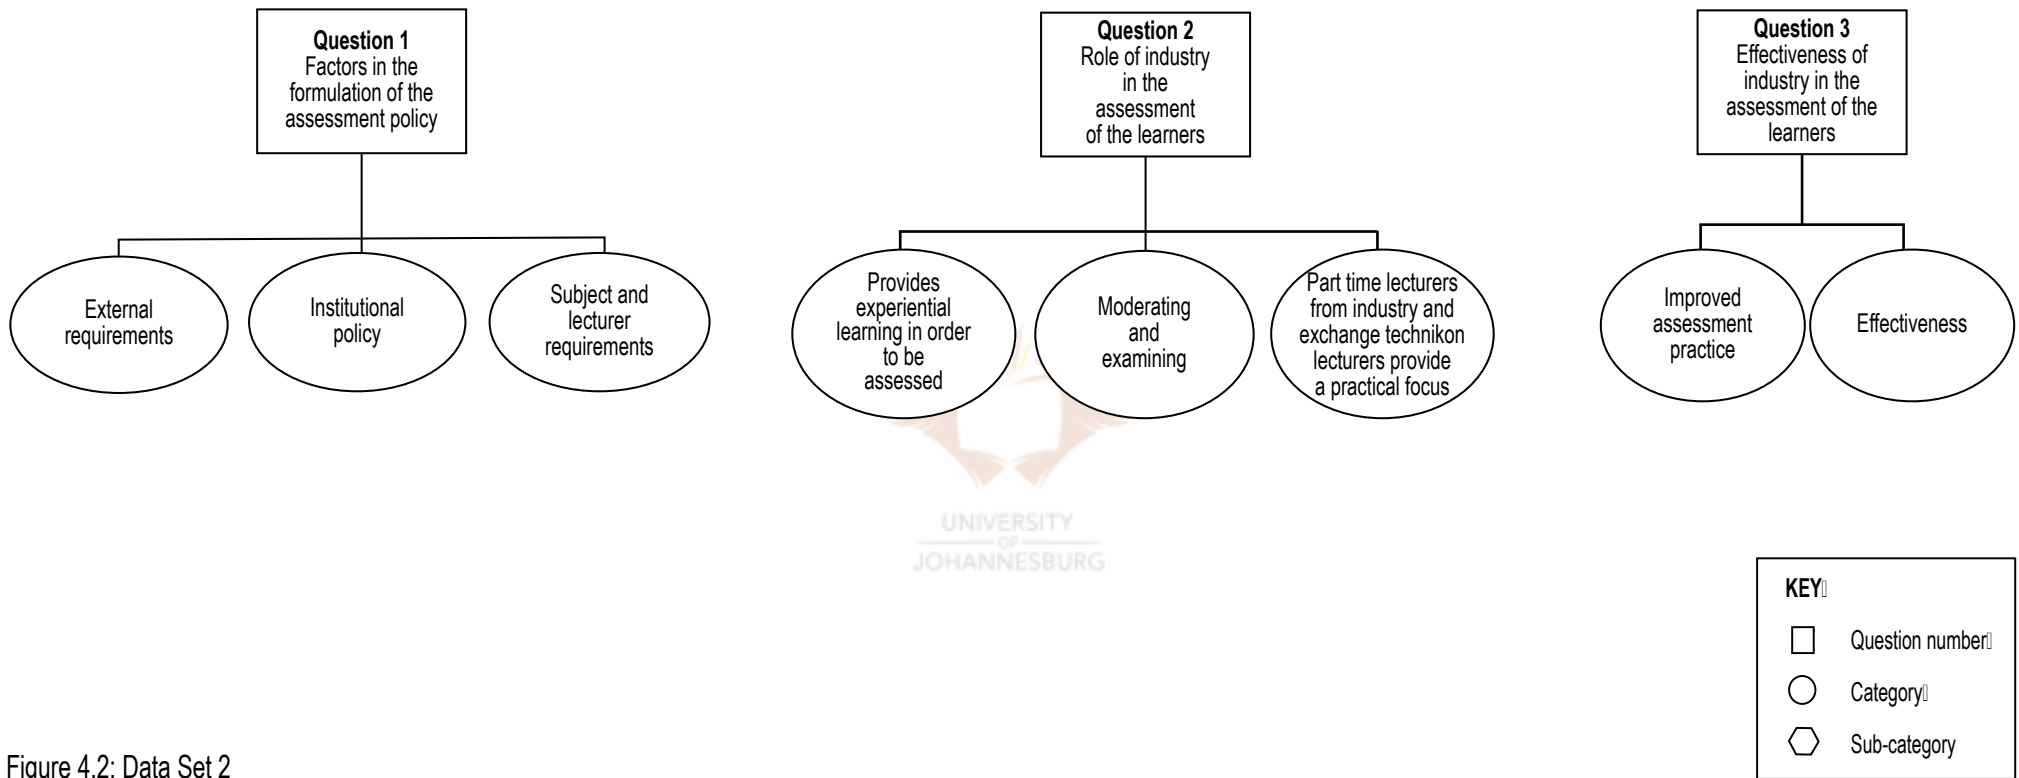 Question 1
Factors in the
formulation of the
assessment policy
External
requirements
Institutional
policy
Subject and
lecturer
requirements
Question 2
Role of industry
in the
assessment
of the learners
Provides
experiential
learning in order
to be
assessed
Moderating
and
examining
Part time lecturers
from industry and
exchange technikon
lecturers provide
a practical focus
Question 3
Effectiveness of
industry in the
assessment of the
learners
Improved
assessment
practice
Effectiveness
UNIVERSITY
OF
JOHANNESBURG
KEY
Question number
Category
Sub-category
Figure 4.2: Data Set 2